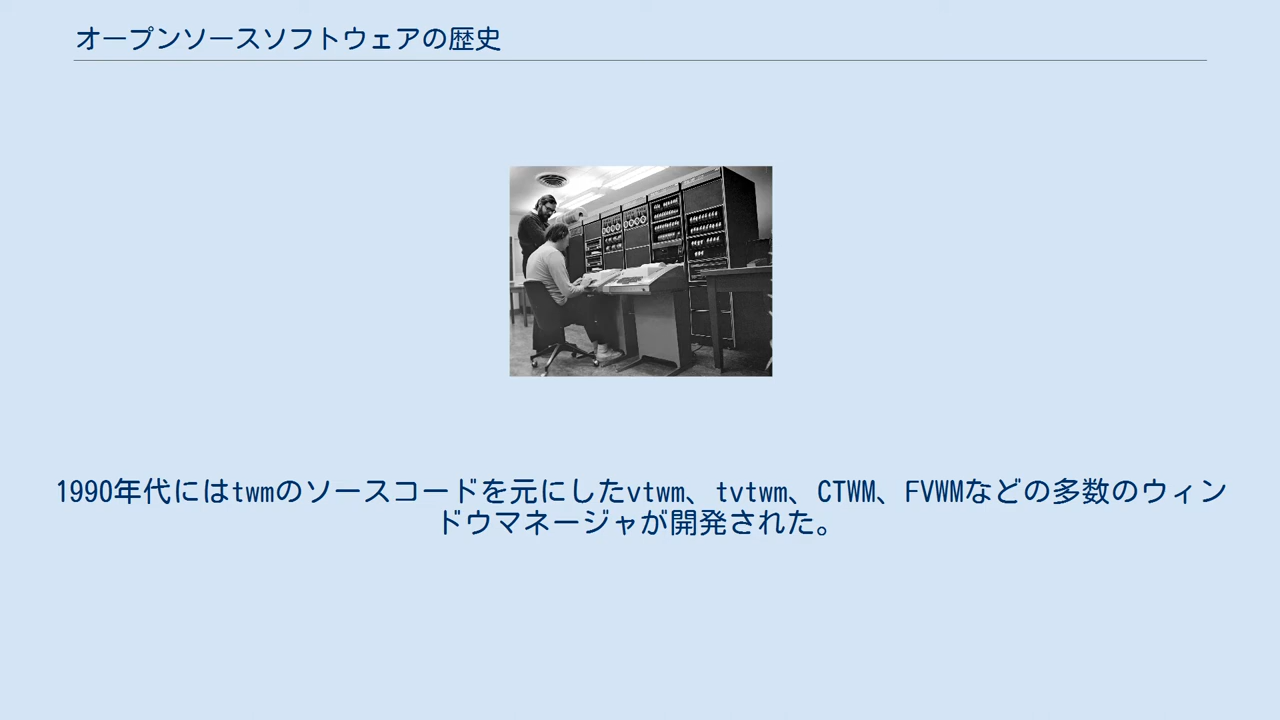 オープンソースソフトウェアの歴史
1990年代にはtwmのソースコードを元にしたvtwm、tvtwm、CTWM、FVWMなどの多数のウィン
ドウマネージャが開発された。